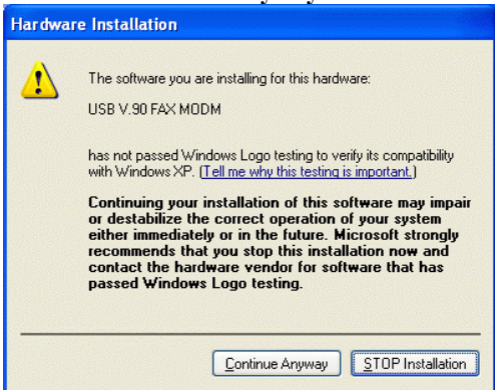 Hardware Installation
The software you are installing for this hardware:
USB V.90 FAX MODM
has not passed Windows Logo testing to verify its compatibility
with Windows XP. (Tell me why this testing is important.)
Continuing your installation of this software may impair
or destabilize the correct operation of your system
either immediately or in the future. Microsoft strongly
recommends that you stop this installation now and
contact the hardware vendor for software that has
passed Windows Logo testing.
Continue Anyway
STOP Installation